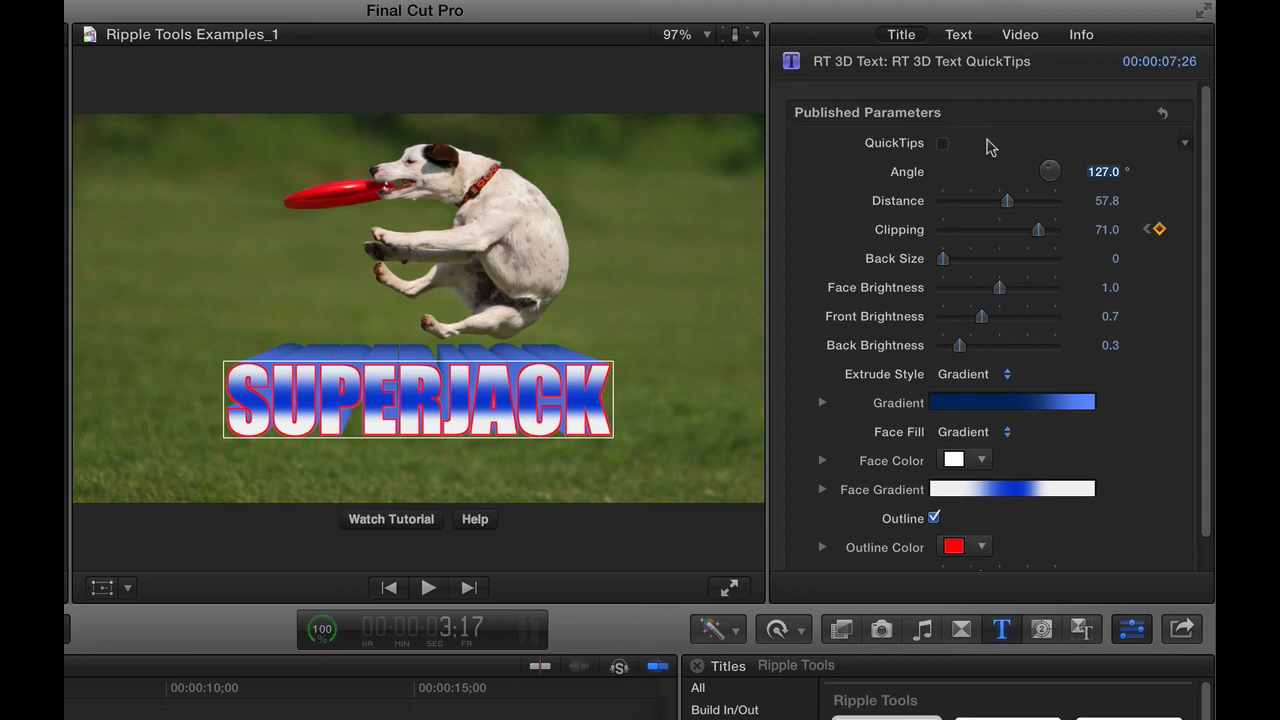 Final Cut Pro
Ripple Tools Examples_1
97%
Title Text Video Info
RT 3D Text: RT 3D Text QuickTips 00:00:07;26
Published Parameters
QuickTips
Angle 127.0 °
Distance 57.8
Clipping 71.0
Back Size 0
Face Brightness 1.0
Front Brightness 0.7
Back Brightness 0.3
Extrude Style Gradient
Gradient
Face Fill Gradient
Face Color
Face Gradient
Outline
Outline Color
SUPERJACK
Watch Tutorial Help
100
%
00:00:03;17
HR MIN SEC FR
T
00:00:10;00 00:00:15;00
Titles Ripple Tools
All
Build In/Out
Ripple Tools